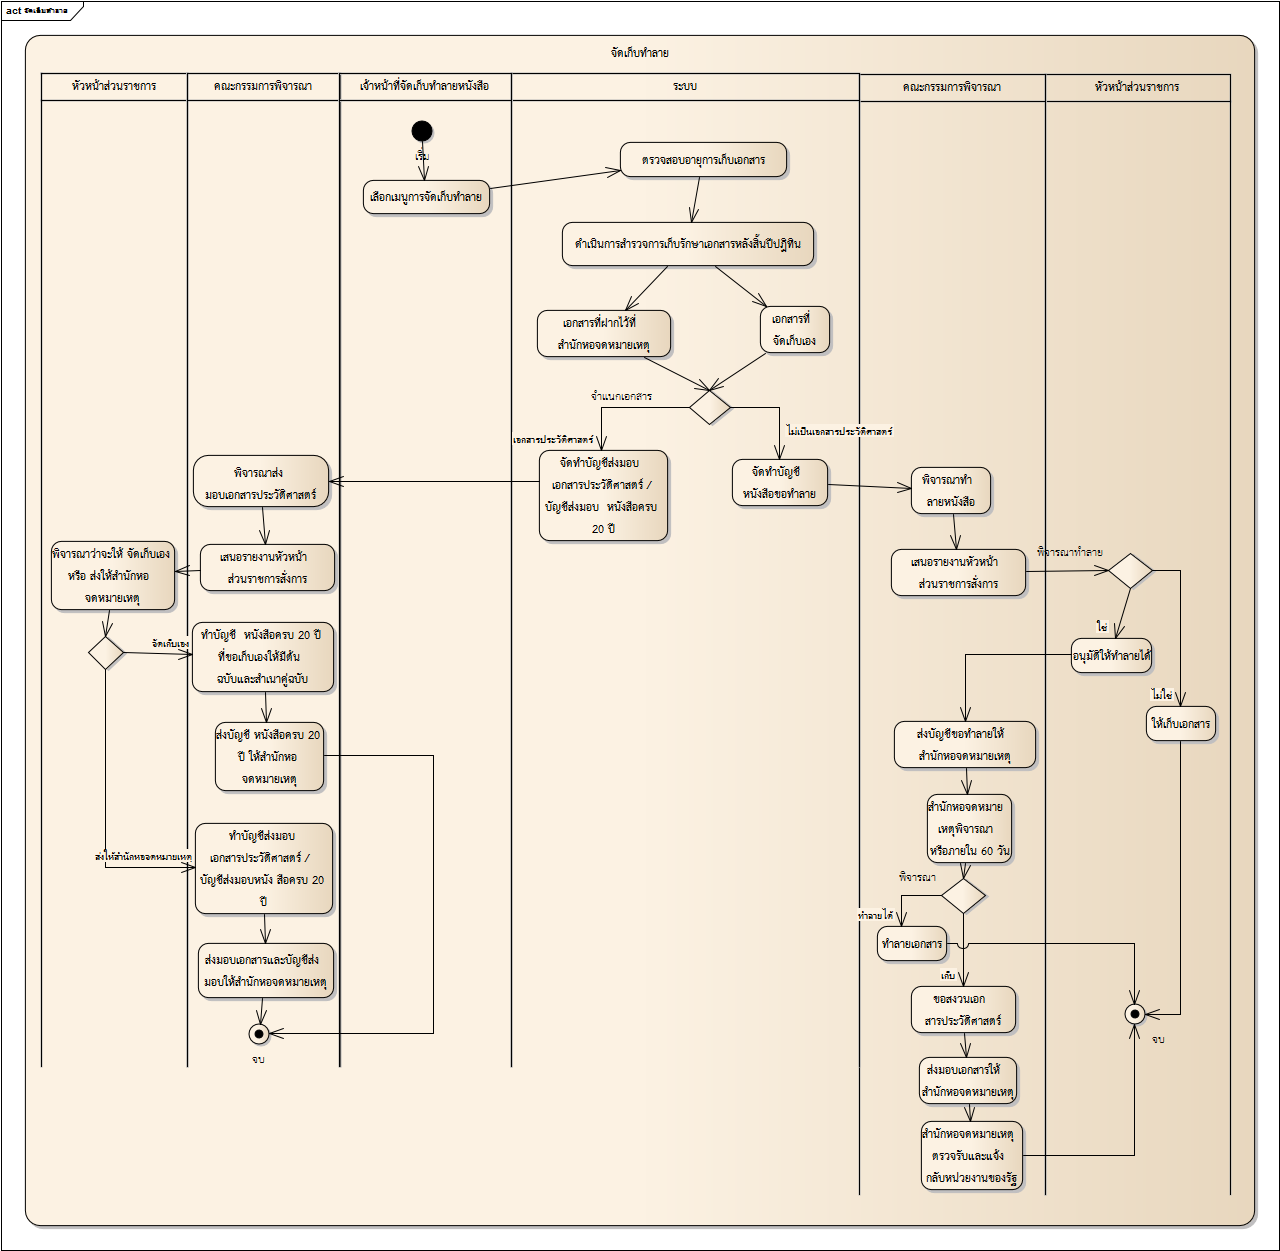 act จัดเก็บทำลาย
จัดเก็บทำลาย
หัวหน้าส่วนราชการ
คณะกรรมการพิจารณา
เจ้าหน้าที่จัดเก็บทำลายหนังสือ
ระบบ
คณะกรรมการพิจารณา
หัวหน้าส่วนราชการ
เริ่ม
เลือกเมนูการจัดเก็บทำลาย
ตรวจสอบอายุการเก็บเอกสาร
ดำเนินการสำรวจการเก็บรักษาเอกสารหลังสิ้นปีปฏิทิน
เอกสารที่ฝากไว้ที่
สำนักหอจดหมายเหตุ
เอกสารที่
จัดเก็บเอง
จำแนกเอกสาร
เอกสารประวัติศาสตร์
ไม่เป็นเอกสารประวัติศาสตร์
จัดทำบัญชีส่งมอบ
เอกสารประวัติศาสตร์ /
บัญชีส่งมอบ หนังสือครบ
20 ปี
จัดทำบัญชี
หนังสือขอทำลาย
พิจารณาส่ง
มอบเอกสารประวัติศาสตร์
เสนอรายงานหัวหน้า
ส่วนราชการสั่งการ
พิจารณาว่าจะให้ จัดเก็บเอง
หรือ ส่งให้สำนักหอ
จดหมายเหตุ
จัดเก็บเอง
ทำบัญชี หนังสือครบ 20 ปี
ที่ขอเก็บเองให้มีต้น
ฉบับและสำเนาคู่ฉบับ
ส่งบัญชี หนังสือครบ 20
ปี ให้สำนักหอ
จดหมายเหตุ
ส่งให้สำนักหอจดหมายเหตุ
ทำบัญชีส่งมอบ
เอกสารประวัติศาสตร์ /
บัญชีส่งมอบหนัง สือครบ 20
ปี
ส่งมอบเอกสารและบัญชีส่ง
มอบให้สำนักหอจดหมายเหตุ
จบ
พิจารณาทำ
ลายหนังสือ
เสนอรายงานหัวหน้า
ส่วนราชการสั่งการ
พิจารณาทำลาย
ใช่
อนุมัติให้ทำลายได้
ไม่ใช่
ให้เก็บเอกสาร
ส่งบัญชีขอทำลายให้
สำนักหอจดหมายเหตุ
สำนักหอจดหมาย
เหตุพิจารณา
หรือภายใน 60 วัน
พิจารณา
ทำลายได้
ทำลายเอกสาร
เก็บ
ขอสงวนเอก
สารประวัติศาสตร์
ส่งมอบเอกสารให้
สำนักหอจดหมายเหตุ
สำนักหอจดหมายเหตุ
ตรวจรับและแจ้ง
กลับหน่วยงานของรัฐ
จบ